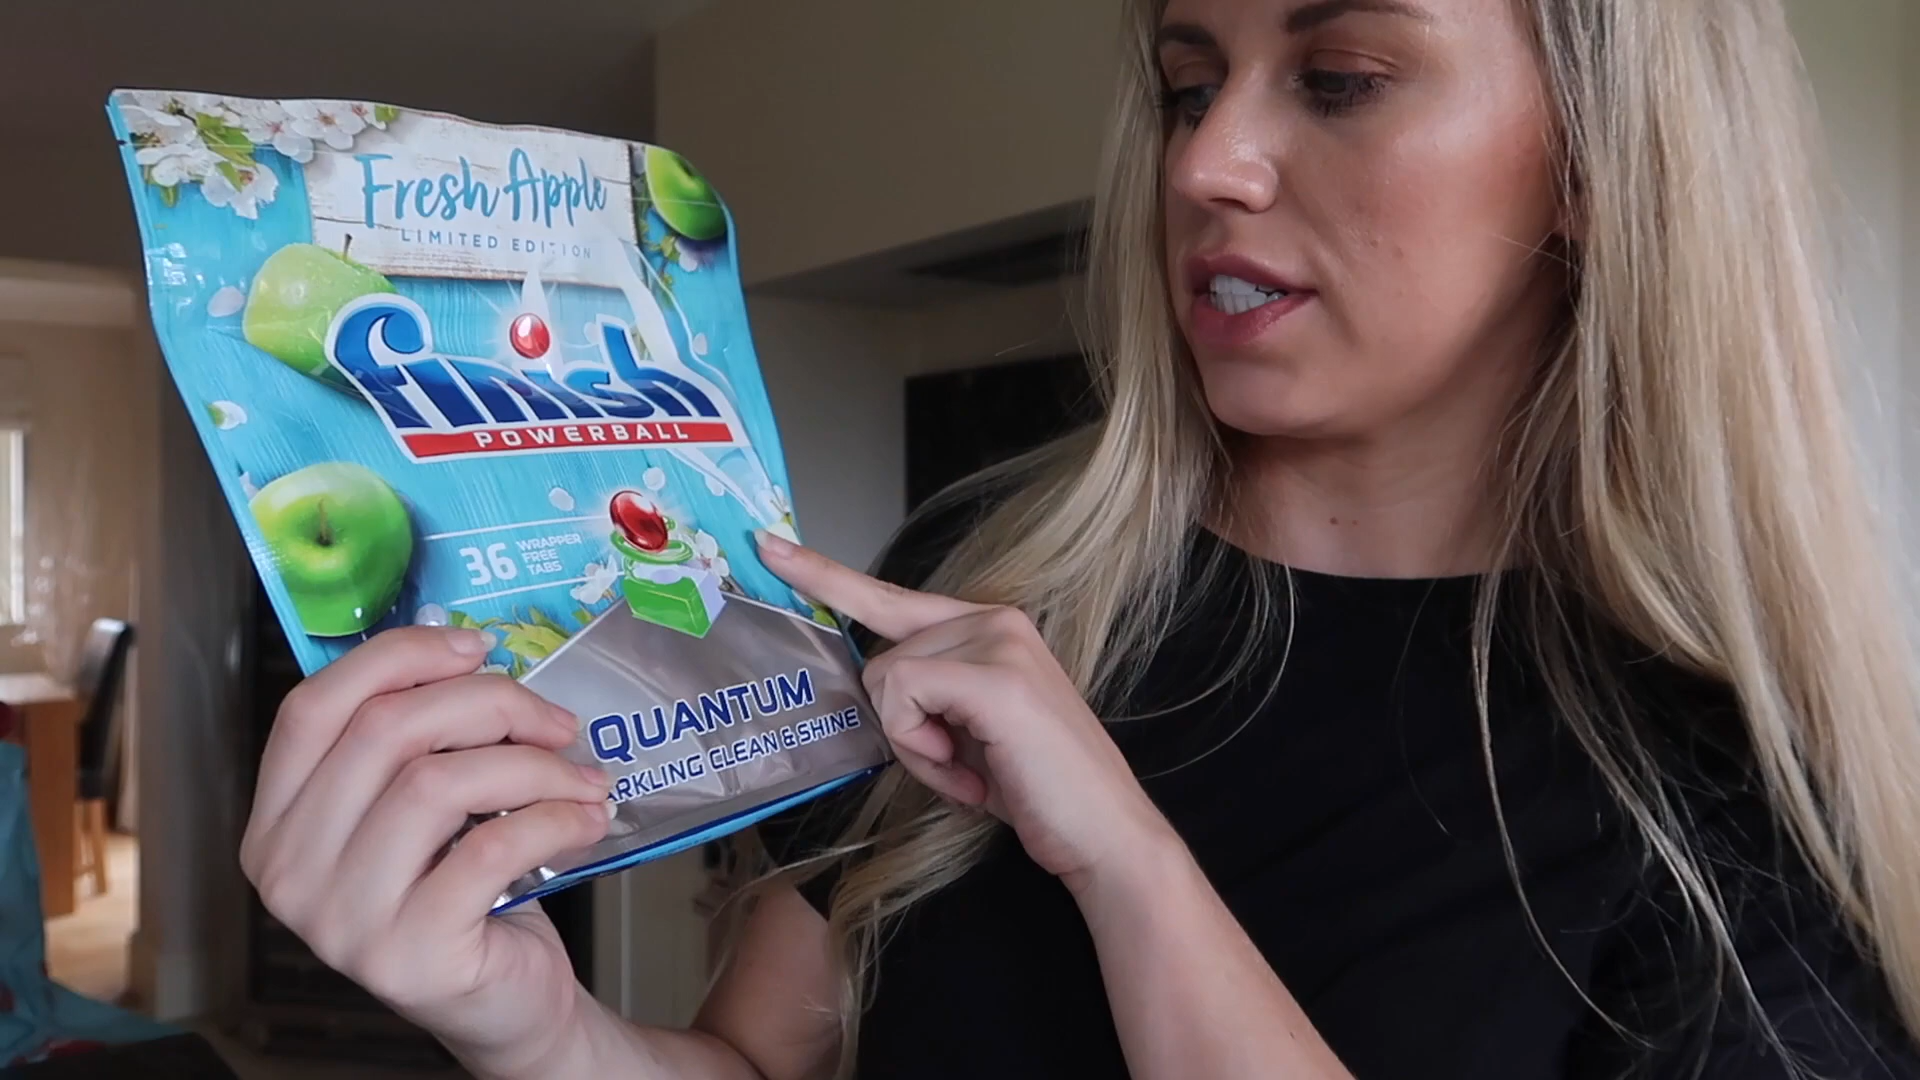 Fresh Apple
LIMITED EDITION
finish
POWERBALL
36 WRAPPER
FREE
TABS
QUANTUM
ARKLING CLEAN & SHINE